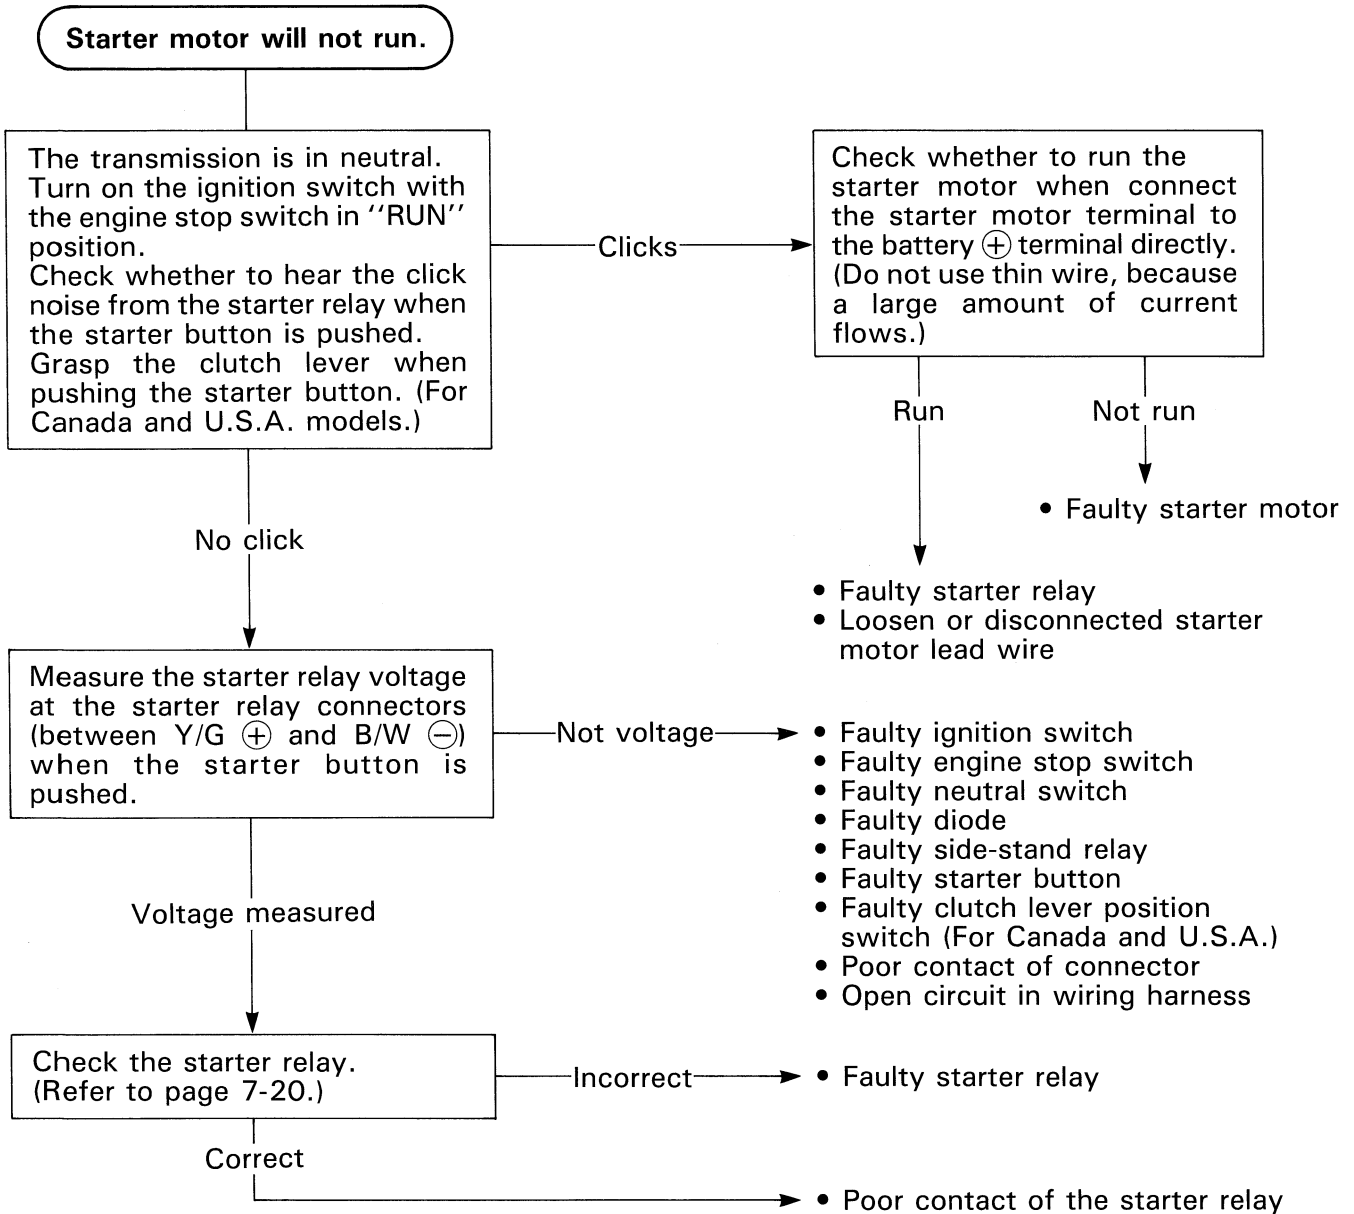 Starter motor will not run.
The transmission is in neutral.
Turn on the ignition switch with
the engine stop switch in ‘‘RUN’’
position.
Check whether to hear the click
noise from the starter relay when
the starter button is pushed.
Grasp the clutch lever when
pushing the starter button. (For
Canada and U.S.A. models.)
Clicks
Check whether to run the
starter motor when connect
the starter motor terminal to
the battery ⊕ terminal directly.
(Do not use thin wire, because
a large amount of current
flows.)
Run
Not run
• Faulty starter motor
• Faulty starter relay
• Loosen or disconnected starter
motor lead wire
No click
Measure the starter relay voltage
at the starter relay connectors
(between Y/G ⊕ and B/W ⊖)
when the starter button is
pushed.
Not voltage
• Faulty ignition switch
• Faulty engine stop switch
• Faulty neutral switch
• Faulty diode
• Faulty side-stand relay
• Faulty starter button
• Faulty clutch lever position
switch (For Canada and U.S.A.)
• Poor contact of connector
• Open circuit in wiring harness
Voltage measured
Check the starter relay.
(Refer to page 7-20.)
Incorrect
• Faulty starter relay
Correct
• Poor contact of the starter relay